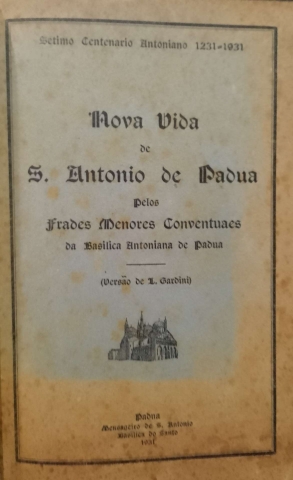 Setimo Centenario Antoniano 1231-1931
Nova Vida
de
S. Antonio de Padua
Pelos
Frades Menores Conventuaes
da Basilica Antoniana de Padua
(Versão de L. Gardini)
Padua
Mensageiro de S. Antonio
Basilica do Santo
1931